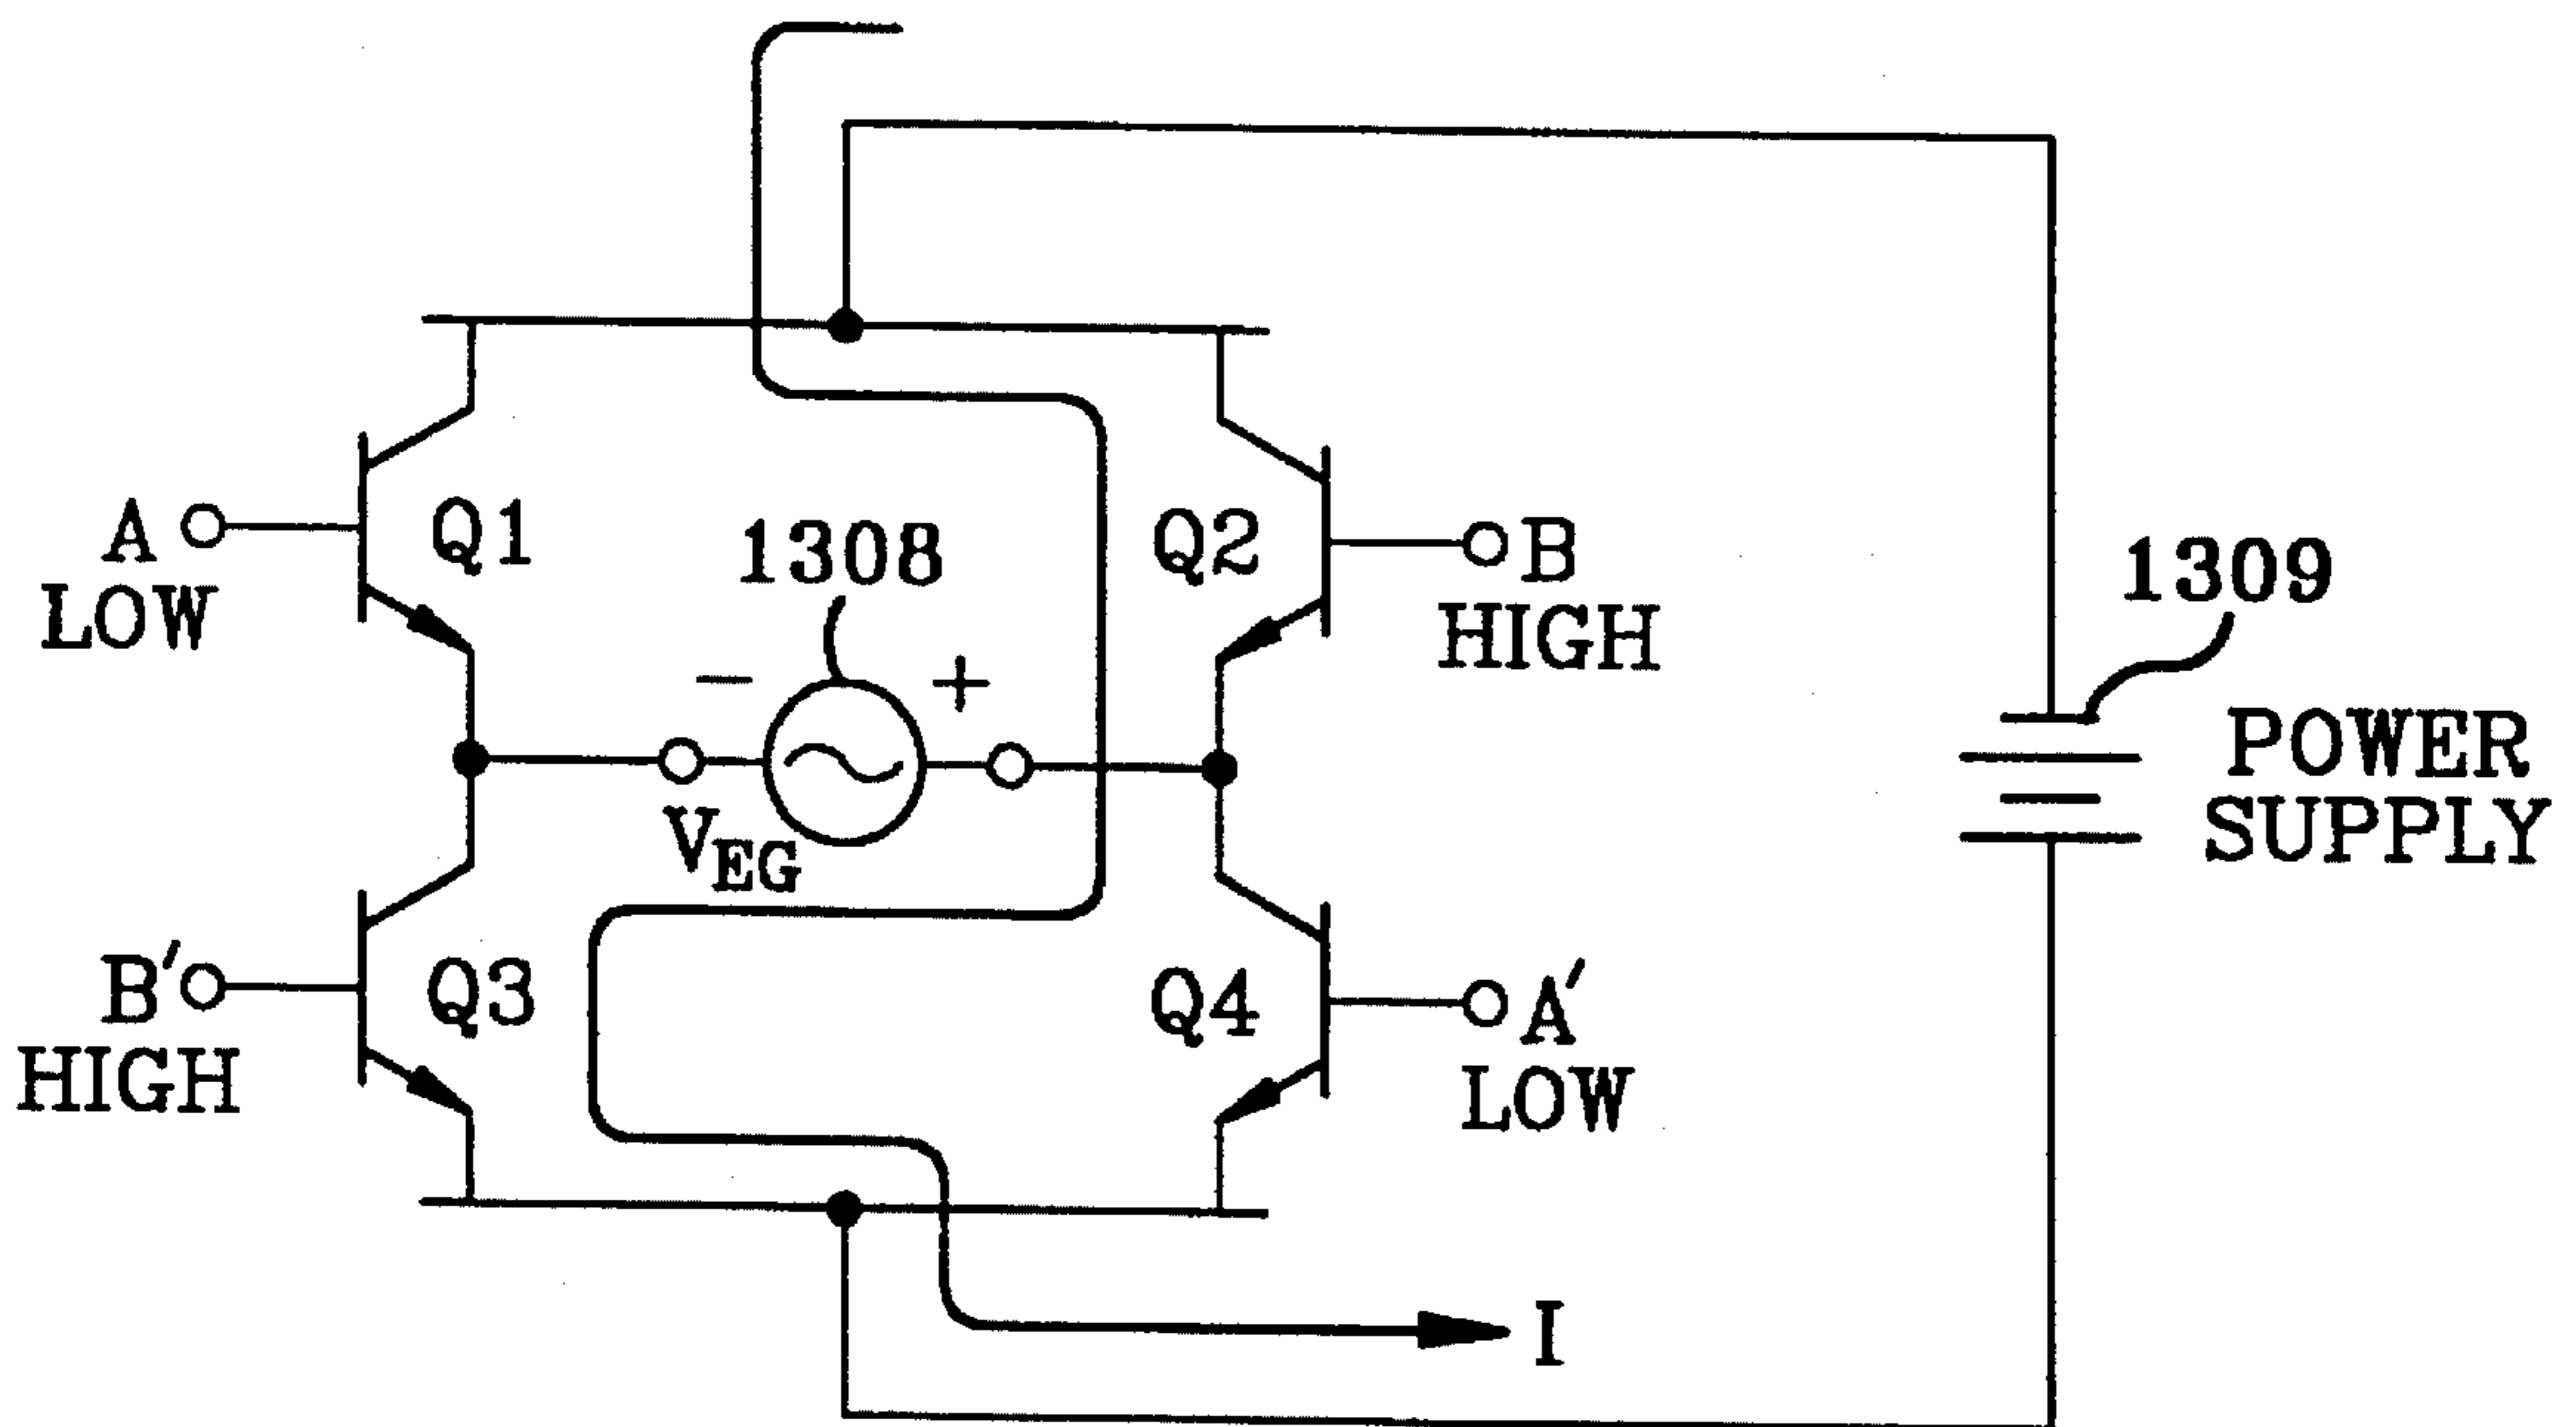 A
LOW
Q1
1308
Q2
B
HIGH
1309
POWER
SUPPLY
- +
VEG
B'
HIGH
Q3
Q4
A'
LOW
I